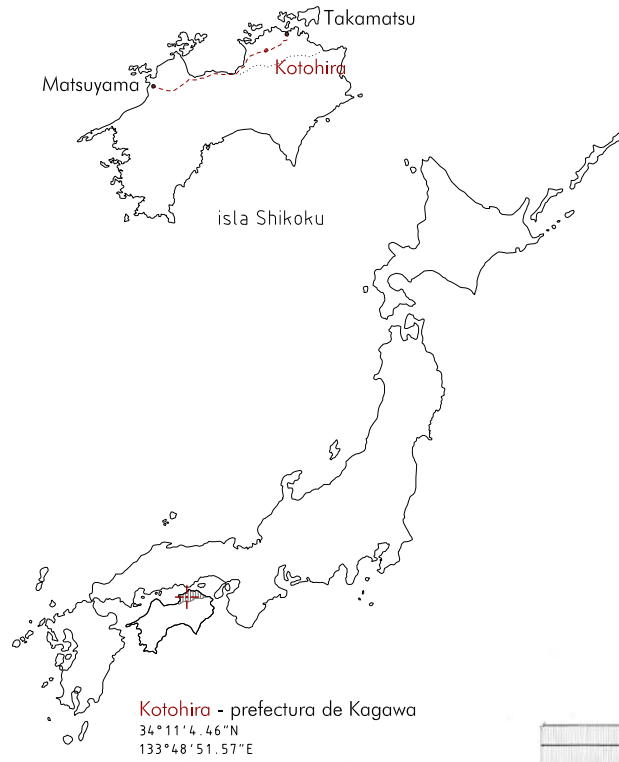 Takamatsu
Kotohira
Matsuyama
isla Shikoku
Kotohira - prefectura de Kagawa
34°11'4.46"N
133°48'51.57"E